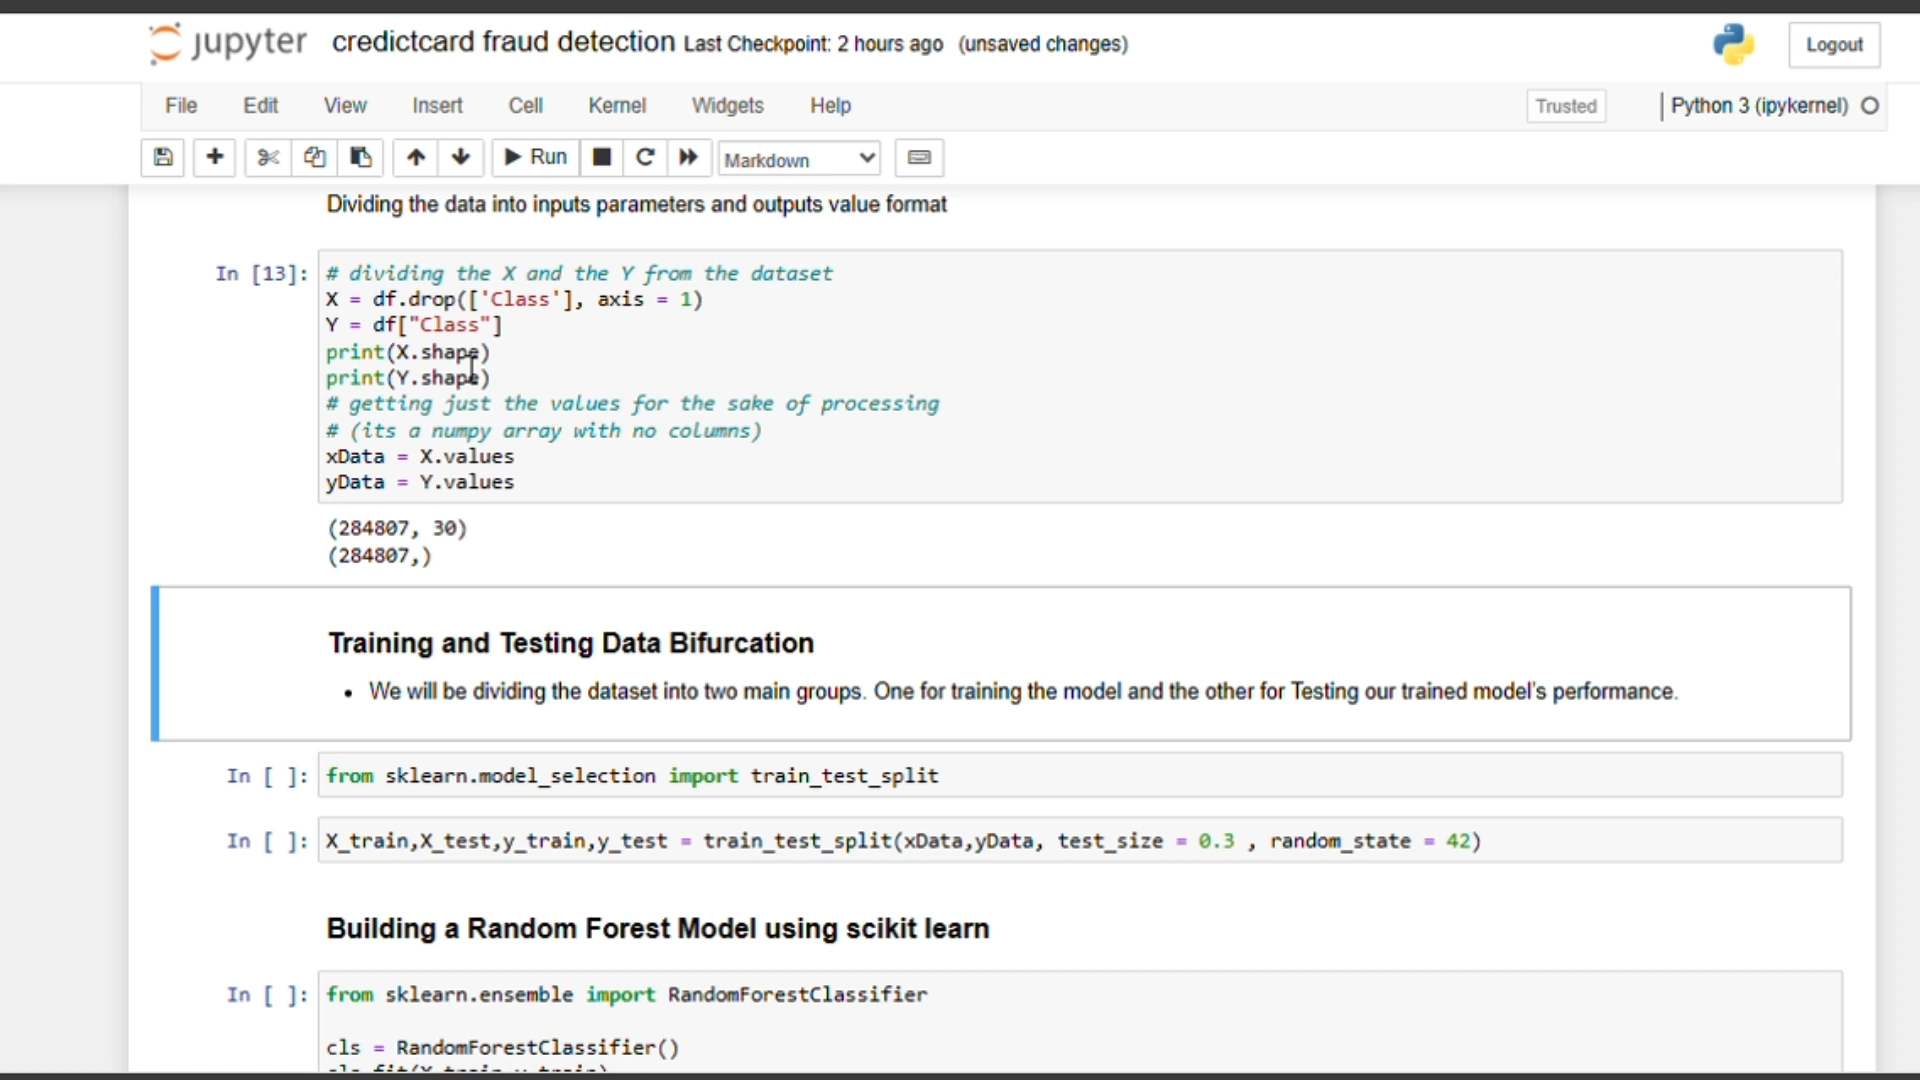 jupyter credictcard fraud detection Last Checkpoint: 2 hours ago (unsaved changes) Logout
File Edit View Insert Cell Kernel Widgets Help Trusted Python 3 (ipykernel)
Run Markdown
Dividing the data into inputs parameters and outputs value format
In [13]: # dividing the X and the Y from the dataset
X = df.drop(['Class'], axis = 1)
Y = df["Class"]
print(X.shape)
print(Y.shape)
# getting just the values for the sake of processing
# (its a numpy array with no columns)
xData = X.values
yData = Y.values
(284807, 30)
(284807,)
Training and Testing Data Bifurcation
• We will be dividing the dataset into two main groups. One for training the model and the other for Testing our trained model's performance.
In [ ]: from sklearn.model_selection import train_test_split
In [ ]: X_train,X_test,y_train,y_test = train_test_split(xData,yData, test_size = 0.3 , random_state = 42)
Building a Random Forest Model using scikit learn
In [ ]: from sklearn.ensemble import RandomForestClassifier
cls = RandomForestClassifier()
cls.fit(X_train,y_train)